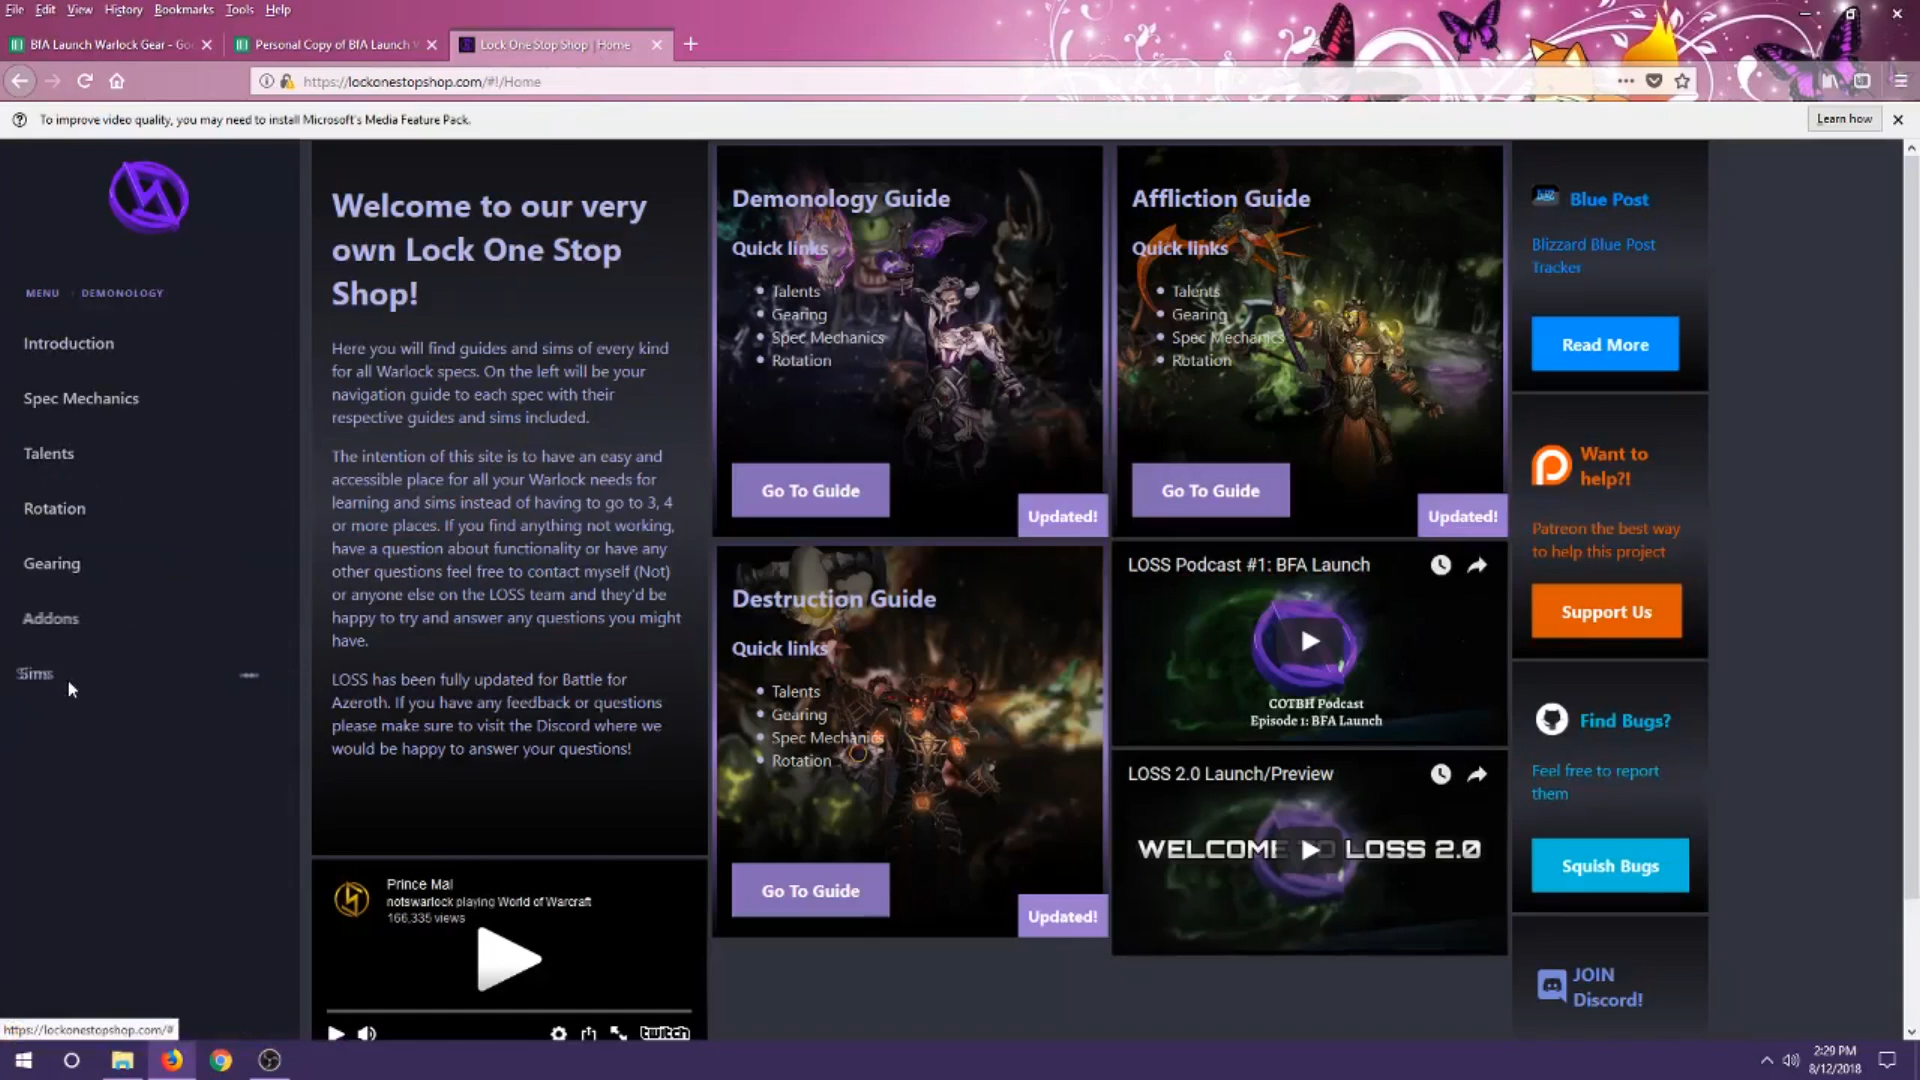 File Edit View History Bookmarks Tools Help
BFA Launch Warlock Gear - Goo
Personal Copy of BFA Launch
Lock One Stop Shop | Home
https://lockonestopshop.com/#!/Home
To improve video quality, you may need to install Microsoft's Media Feature Pack.
Learn how
MENU DEMONOLOGY
Introduction
Spec Mechanics
Talents
Rotation
Gearing
Addons
Sims
https://lockonestopshop.com/#
Welcome to our very
own Lock One Stop
Shop!
Here you will find guides and sims of every kind
for all Warlock specs. On the left will be your
navigation guide to each spec with their
respective guides and sims included.
The intention of this site is to have an easy and
accessible place for all your Warlock needs for
learning and sims instead of having to go to 3, 4
or more places. If you find anything not working,
have a question about functionality or have any
other questions feel free to contact myself (Not)
or anyone else on the LOSS team and they'd be
happy to try and answer any questions you might
have.
LOSS has been fully updated for Battle for
Azeroth. If you have any feedback or questions
please make sure to visit the Discord where we
would be happy to answer your questions!
Prince Mal
notswarlock playing World of Warcraft
166,335 views
twitch
Demonology Guide
Quick links
Talents
Gearing
Spec Mechanics
Rotation
Go To Guide
Updated!
Affliction Guide
Quick links
Talents
Gearing
Spec Mechanics
Rotation
Go To Guide
Updated!
Destruction Guide
Quick links
Talents
Gearing
Spec Mechanics
Rotation
Go To Guide
Updated!
LOSS Podcast #1: BFA Launch
COTBH Podcast
Episode 1: BFA Launch
LOSS 2.0 Launch/Preview
WELCOME TO LOSS 2.0
Blue Post
Blizzard Blue Post
Tracker
Read More
Want to
help?!
Patreon the best way
to help this project
Support Us
Find Bugs?
Feel free to report
them
Squish Bugs
JOIN
Discord!
2:29 PM
8/12/2018